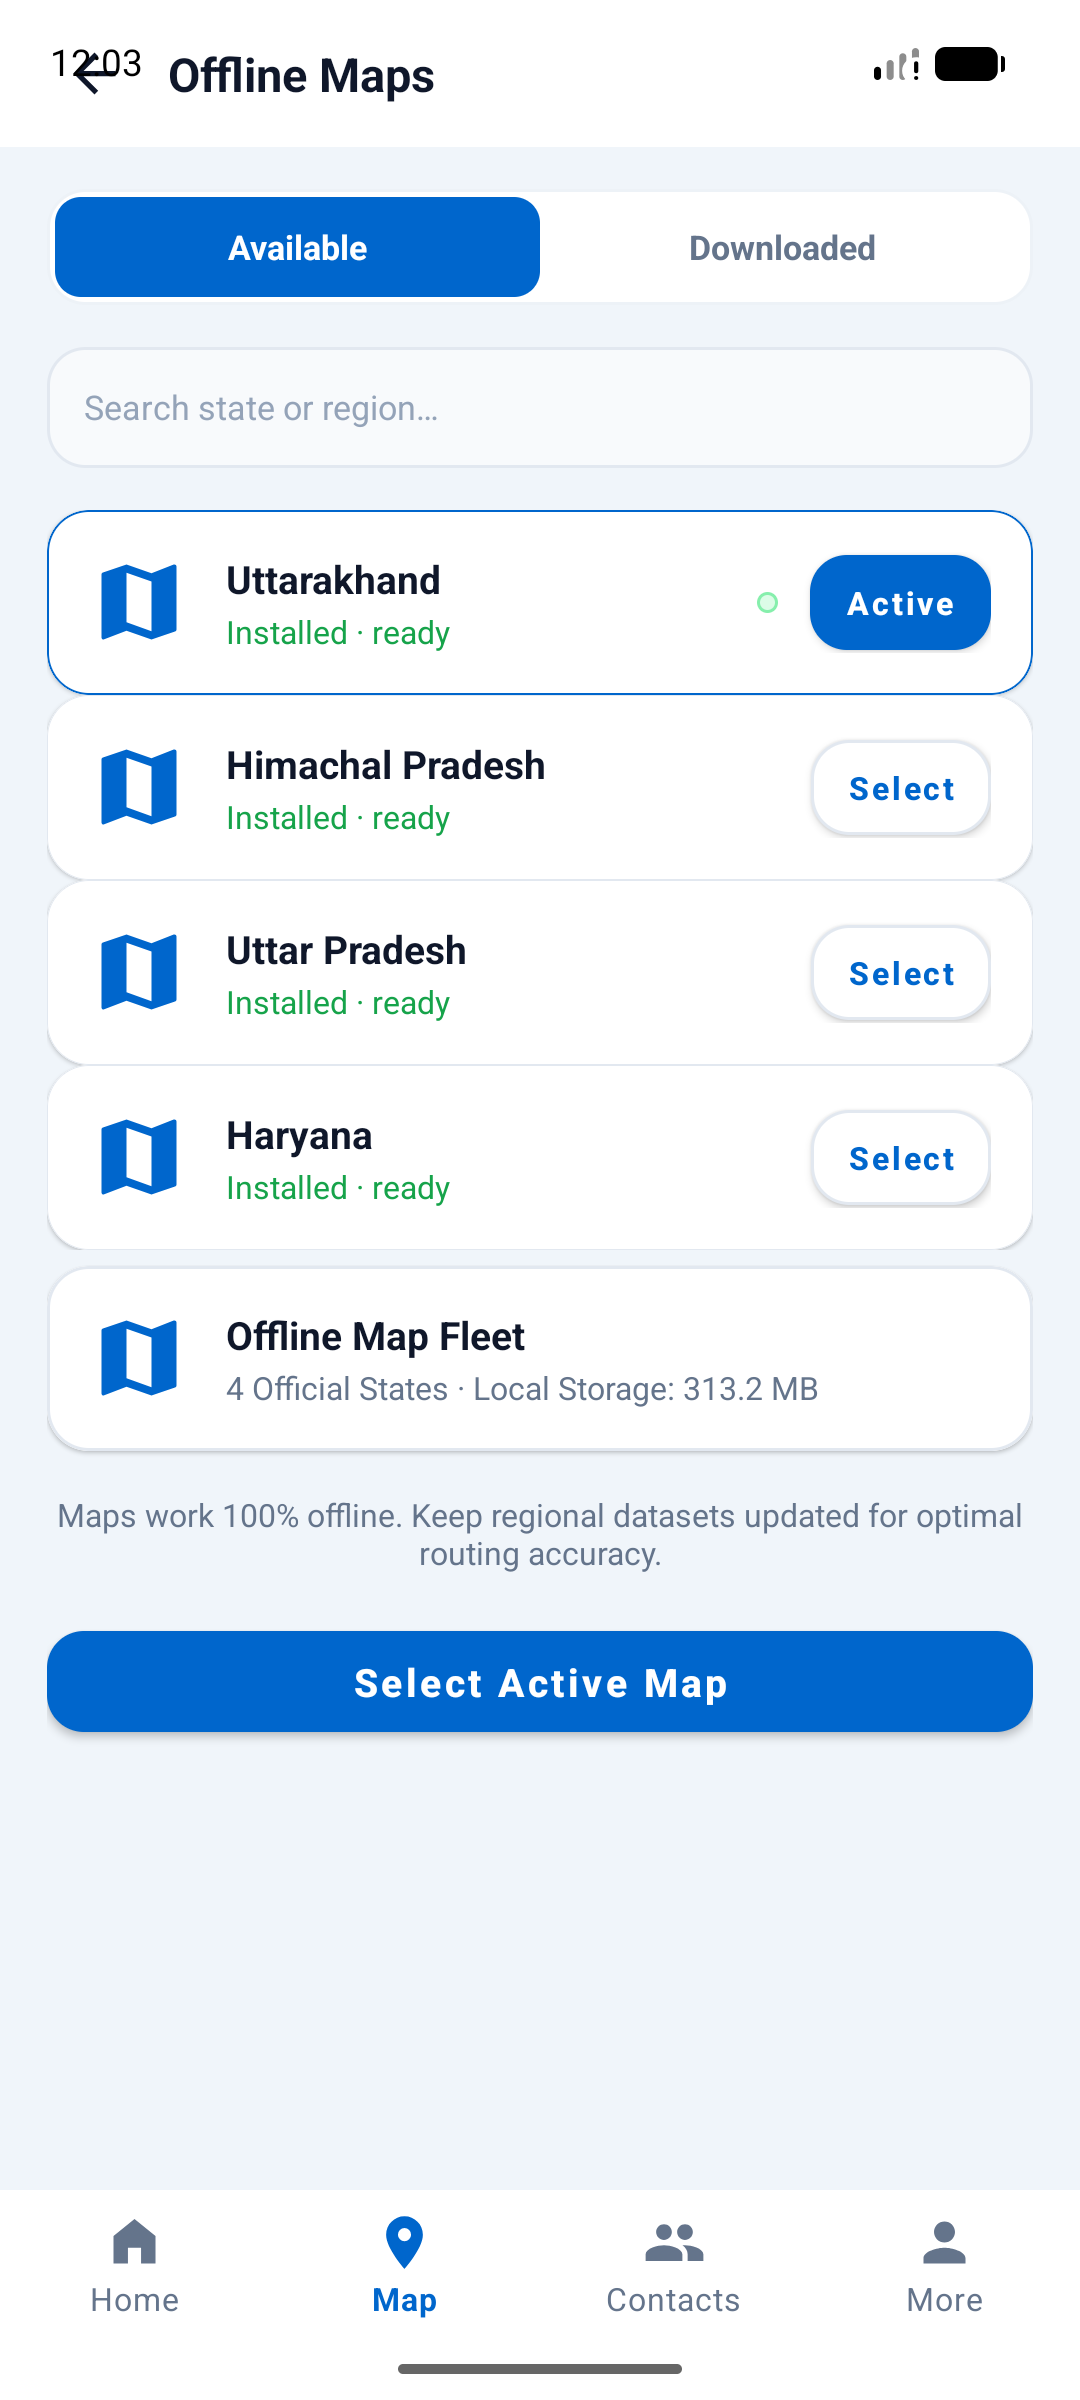 12:03
Offline Maps
Available
Downloaded
Search state or region...
Uttarakhand
Installed · ready
Active
Himachal Pradesh
Installed · ready
Select
Uttar Pradesh
Installed · ready
Select
Haryana
Installed · ready
Select
Offline Map Fleet
4 Official States · Local Storage: 313.2 MB
Maps work 100% offline. Keep regional datasets updated for optimal
routing accuracy.
Select Active Map
Home
Map
Contacts
More